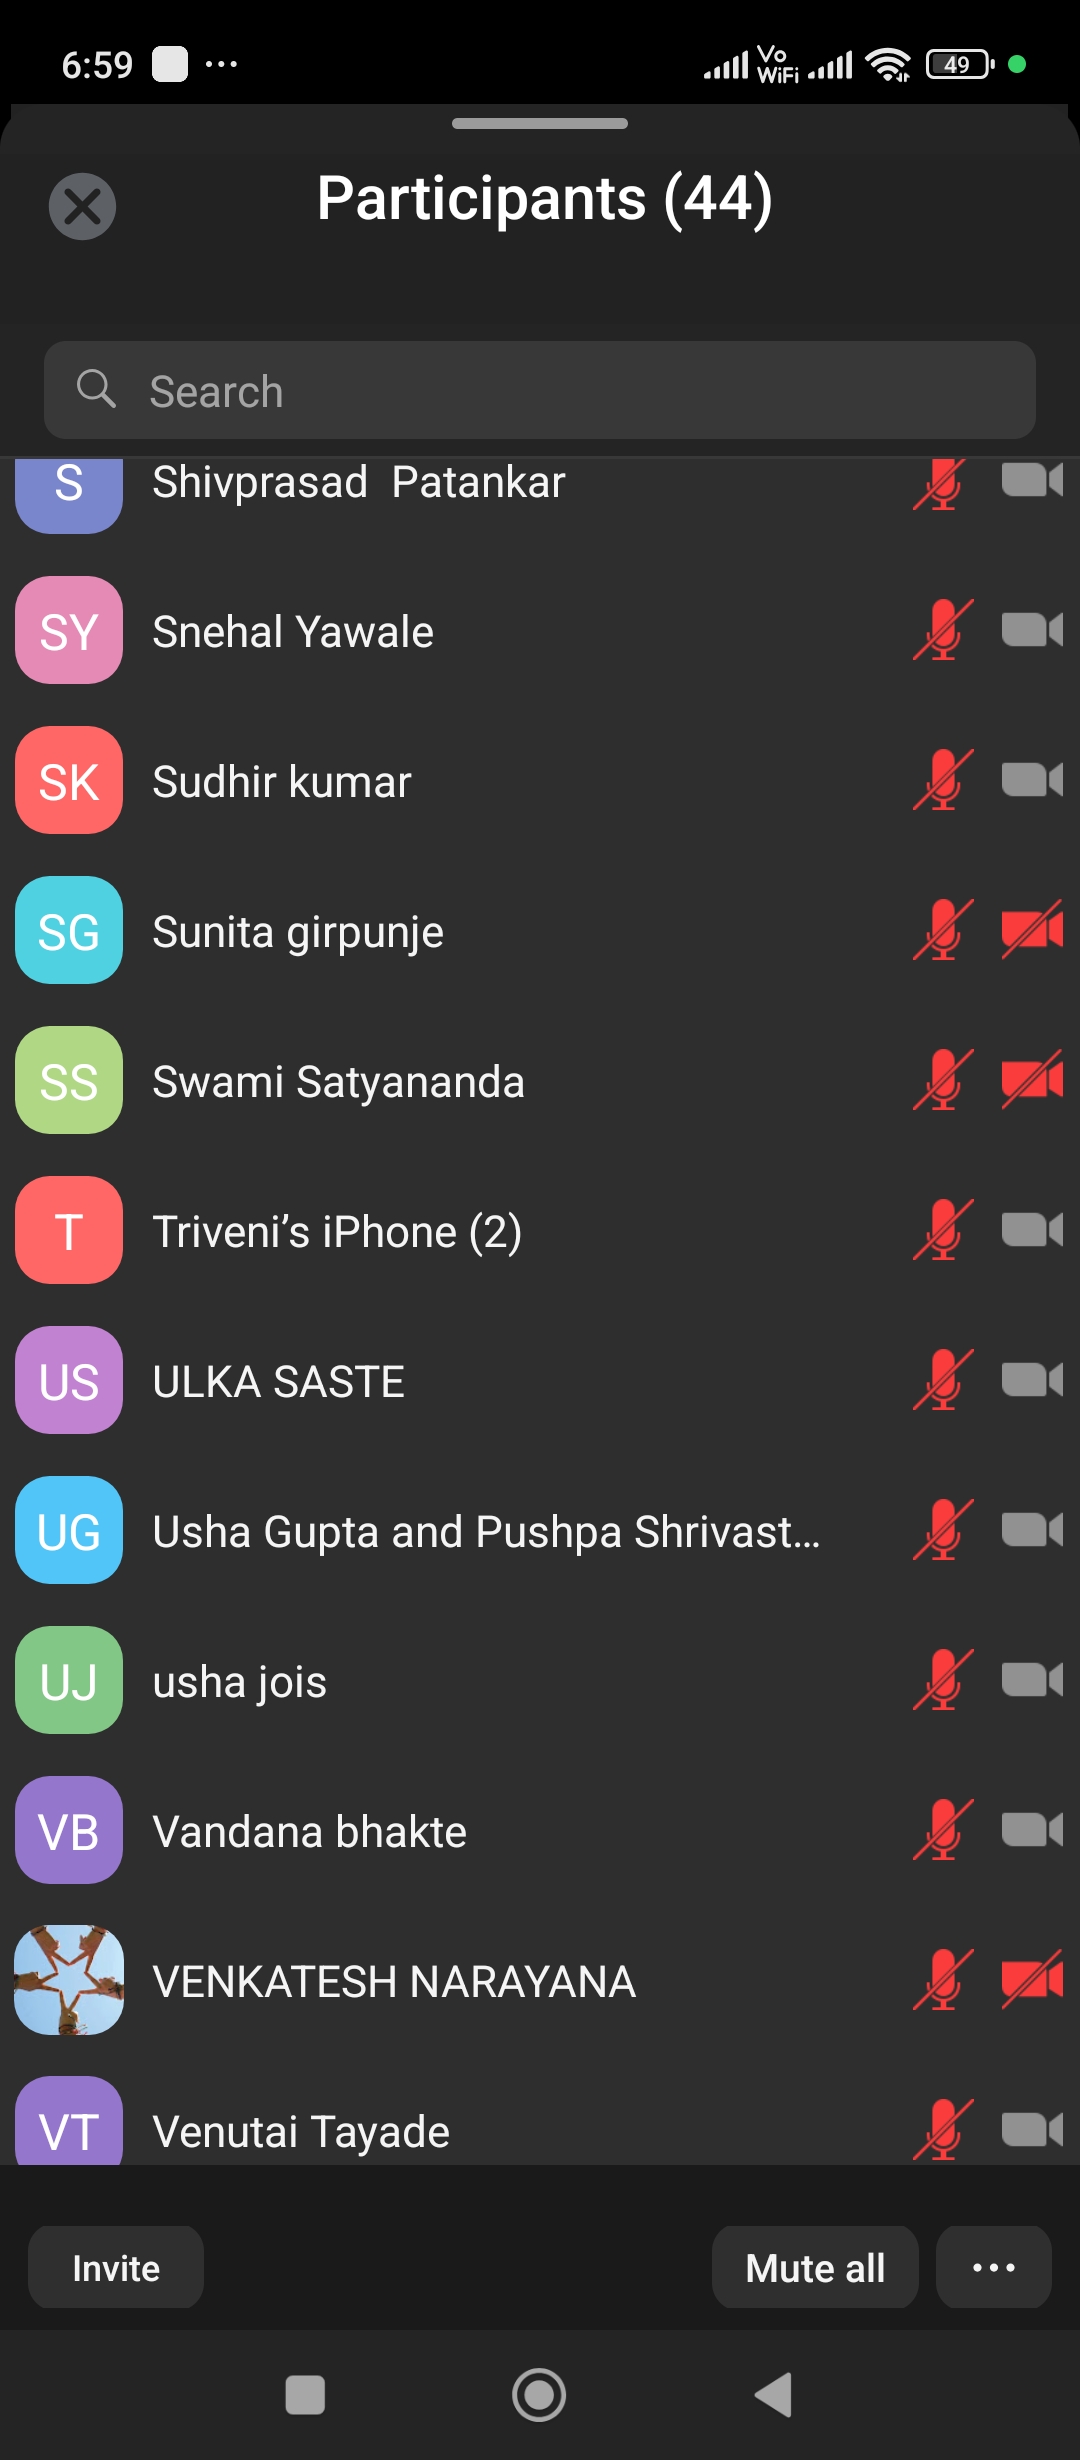 6:59
Vo
WiFi
49
Participants (44)
Search
S
Shivprasad  Patankar
SY
Snehal Yawale
SK
Sudhir kumar
SG
Sunita girpunje
SS
Swami Satyananda
T
Triveni’s iPhone (2)
US
ULKA SASTE
UG
Usha Gupta and Pushpa Shrivast...
UJ
usha jois
VB
Vandana bhakte
VENKATESH NARAYANA
VT
Venutai Tayade
Invite
Mute all